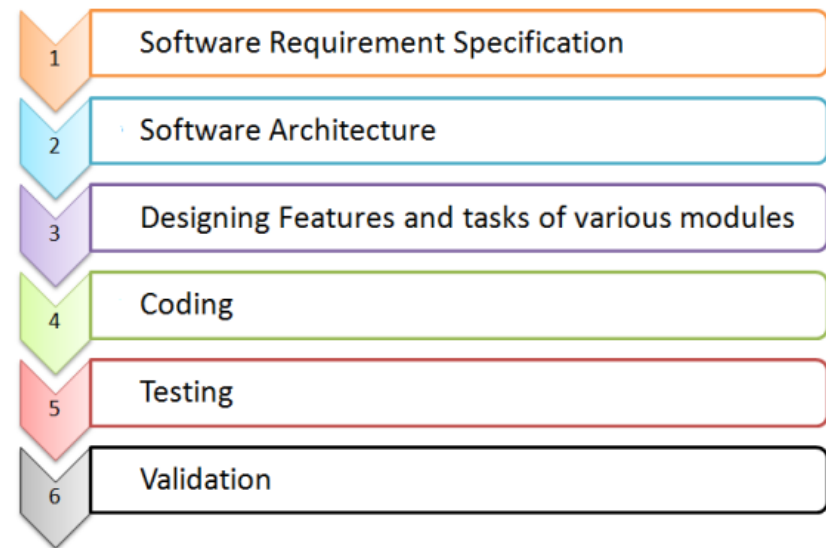 1 Software Requirement Specification
2 Software Architecture
3 Designing Features and tasks of various modules
4 Coding
5 Testing
6 Validation